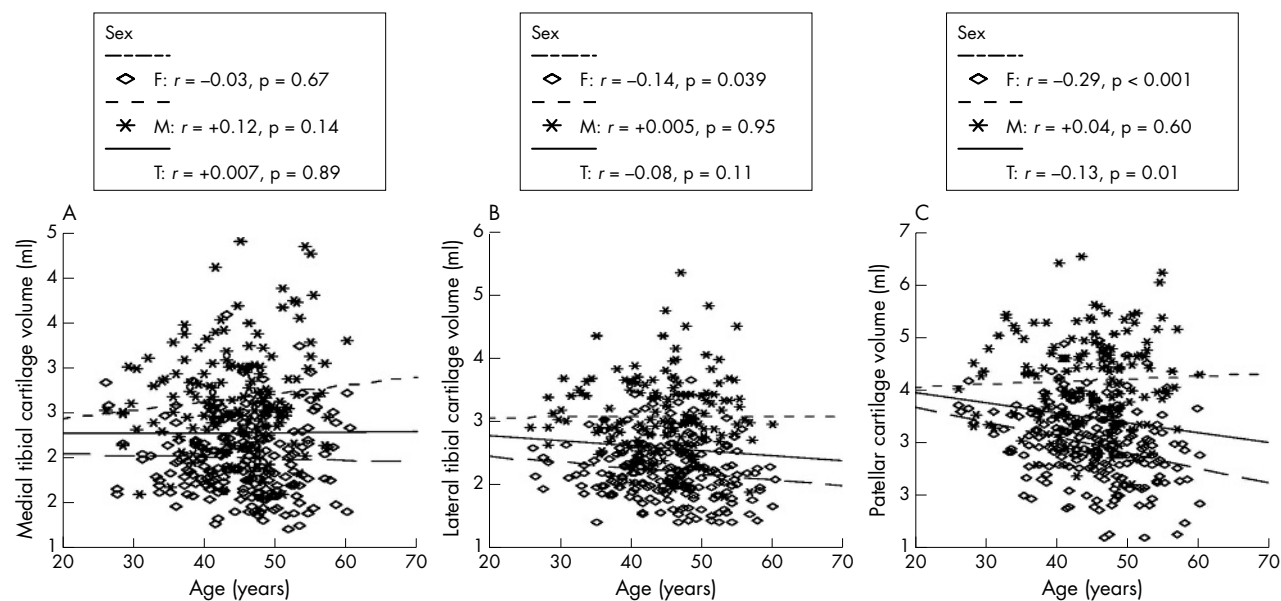 Sex
F: r = –0.03, p = 0.67
M: r = +0.12, p = 0.14
T: r = +0.007, p = 0.89
Sex
F: r = –0.14, p = 0.039
M: r = +0.005, p = 0.95
T: r = –0.08, p = 0.11
Sex
F: r = –0.29, p < 0.001
M: r = +0.04, p = 0.60
T: r = –0.13, p = 0.01
A
Medial tibial cartilage volume (ml)
5
4
4
3
3
2
2
1
20 30 40 50 60 70
Age (years)
B
Lateral tibial cartilage volume (ml)
6
5
4
3
2
1
20 30 40 50 60 70
Age (years)
C
Patellar cartilage volume (ml)
7
6
5
4
3
3
1
20 30 40 50 60 70
Age (years)